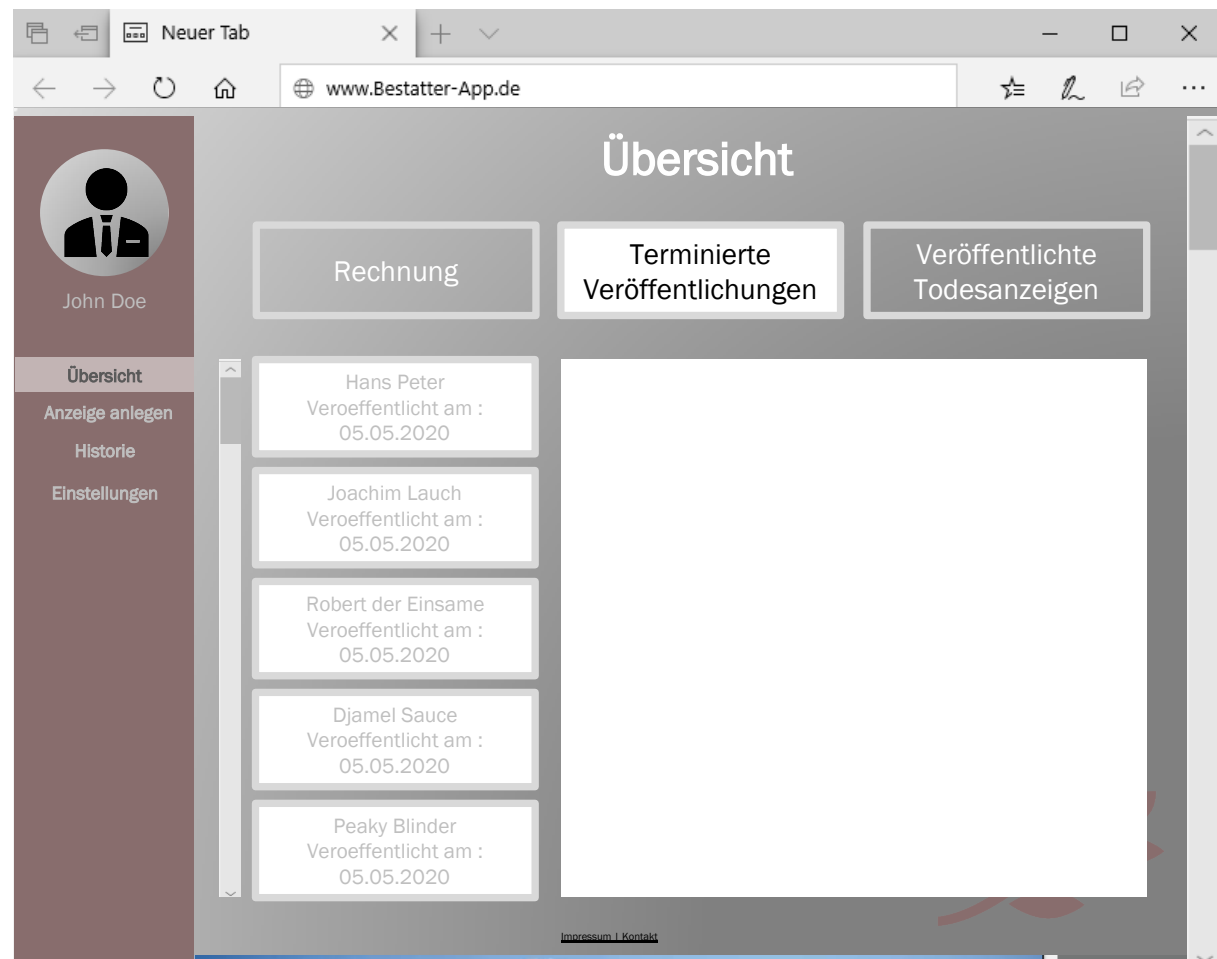 Neuer Tab
www.Bestatter-App.de
John Doe
Übersicht
Anzeige anlegen
Historie
Einstellungen
Übersicht
Rechnung
Terminierte
Veröffentlichungen
Veröffentlichte
Todesanzeigen
Hans Peter
Veroeffentlicht am :
05.05.2020
Joachim Lauch
Veroeffentlicht am :
05.05.2020
Robert der Einsame
Veroeffentlicht am :
05.05.2020
Djamel Sauce
Veroeffentlicht am :
05.05.2020
Peaky Blinder
Veroeffentlicht am :
05.05.2020
Impressum | Kontakt